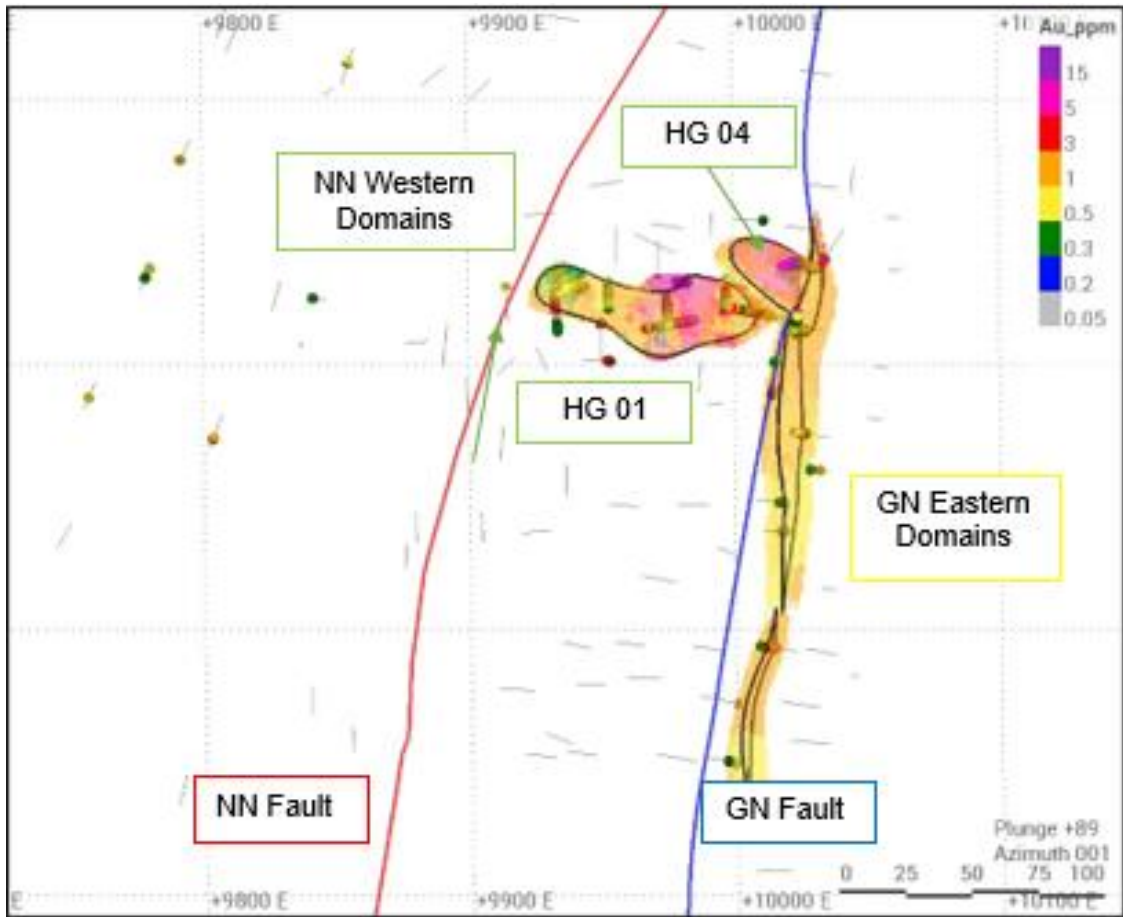 +9800 E
+9900 E
+10000 E
+10
Au_ppm
15
5
3
1
0.5
0.3
0.2
0.05
HG 04
NN Western
Domains
HG 01
GN Eastern
Domains
NN Fault
GN Fault
Plunge +89
Azimuth 001
0 25 50 75 100
E
+9800 E
+9900 E
+10000 E
+10100 E